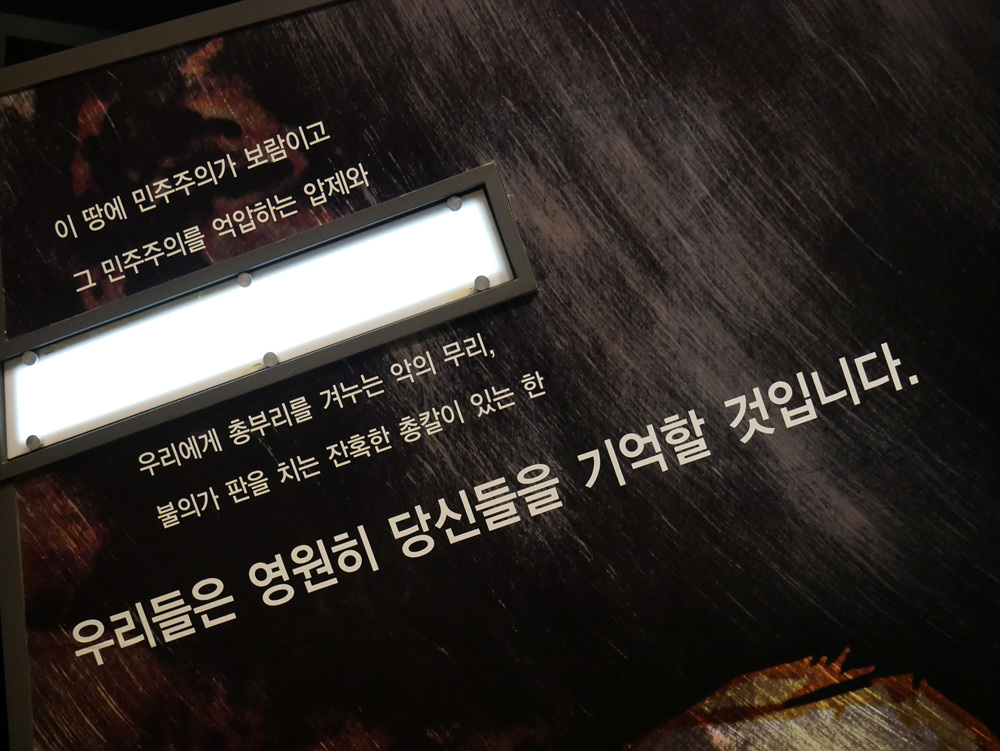 이 땅에 민주주의가 보람이고
그 민주주의를 억압하는 압제와
우리에게 총부리를 겨누는 악의 무리,
불의가 판을 치는 잔혹한 총칼이 있는 한
우리들은 영원히 당신들을 기억할 것입니다.